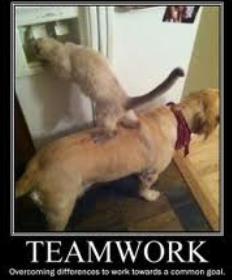 TEAMWORK
Overcoming differences to work towards a common goal.